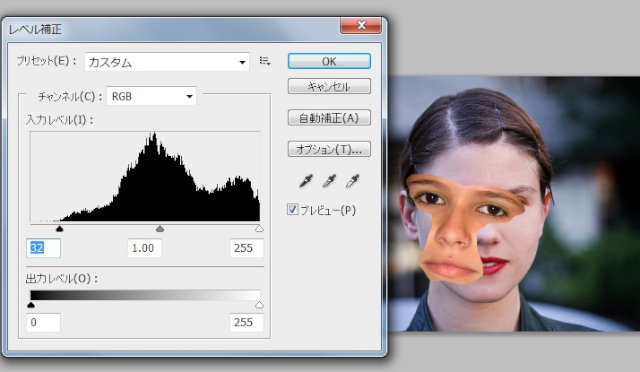 レベル補正
プリセット(E)： カスタム
OK
キャンセル
チャンネル(C)： RGB
自動補正(A)
入力レベル(I)：
オプション(T)...
プレビュー(P)
32 1.00 255
出力レベル(O)：
0 255